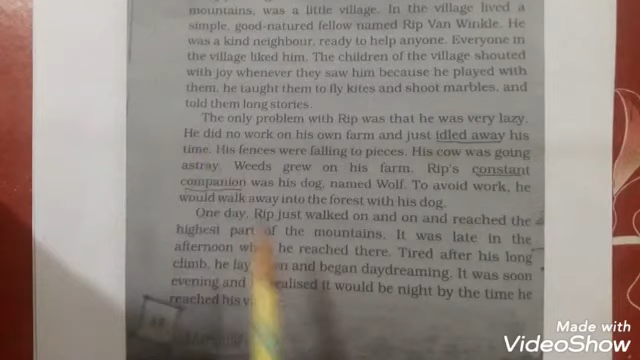 mountains, was a little village. In the village lived a
simple, good-natured fellow named Rip Van Winkle. He
was a kind neighbour, ready to help anyone. Everyone in
the village liked him. The children of the village shouted
with joy whenever they saw him because he played with
them, he taught them to fly kites and shoot marbles, and
told them long stories.
The only problem with Rip was that he was very lazy.
He did no work on his own farm and just idled away his
time. His fences were falling to pieces. His cow was going
astray. Weeds grew on his farm. Rip's constant
companion was his dog, named Wolf. To avoid work, he
would walk away into the forest with his dog.
One day, Rip just walked on and on and reached the
highest part of the mountains. It was late in the
afternoon he reached there. Tired after his long
climb, he and began daydreaming. It was soon
evening and realised it would be night by the time he
reached his
Made with
VideoShow